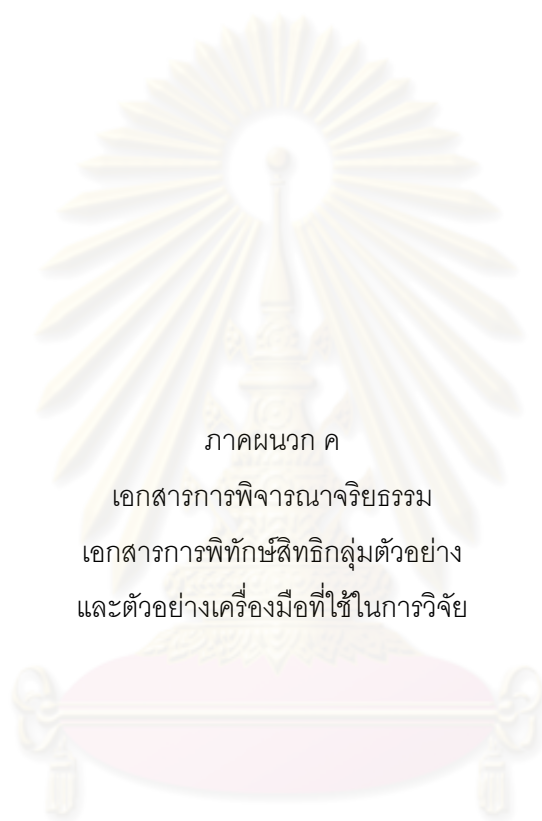 ภาคผนวก ค
เอกสารการพิจารณาจริยธรรม
เอกสารการพิทักษ์สิทธิกลุ่มตัวอย่าง
และตัวอย่างเครื่องมือที่ใช้ในการวิจัย